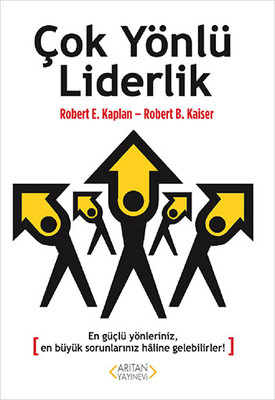 Çok Yönlü
Liderlik
Robert E. Kaplan – Robert B. Kaiser
En güçlü yönleriniz,
[ en büyük sorunlarınız hâline gelebilirler! ]
ARITAN
YAYINEVİ